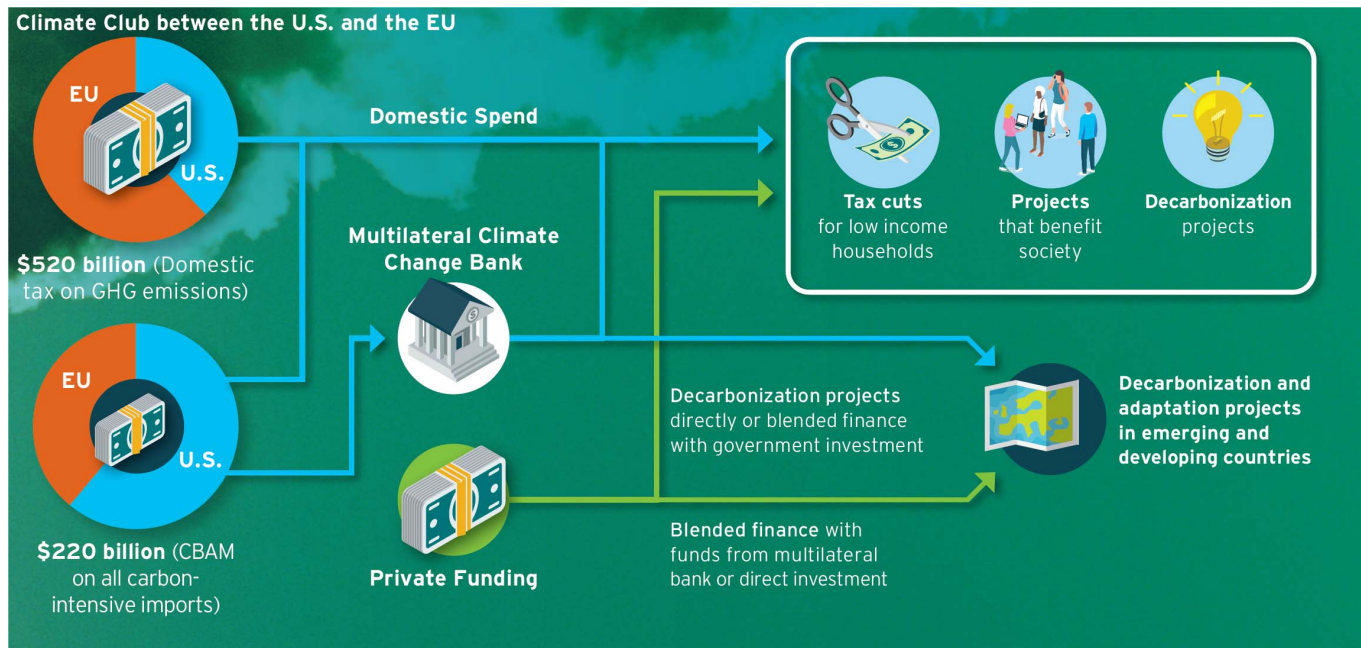 Climate Club between the U.S. and the EU
EU
U.S.
$520 billion (Domestic
tax on GHG emissions)
EU
U.S.
$220 billion (CBAM
on all carbon-
intensive imports)
Domestic Spend
Multilateral Climate
Change Bank
Private Funding
Tax cuts
for low income
households
Projects
that benefit
society
Decarbonization
projects
Decarbonization projects
directly or blended finance
with government investment
Blended finance with
funds from multilateral
bank or direct investment
Decarbonization and
adaptation projects
in emerging and
developing countries